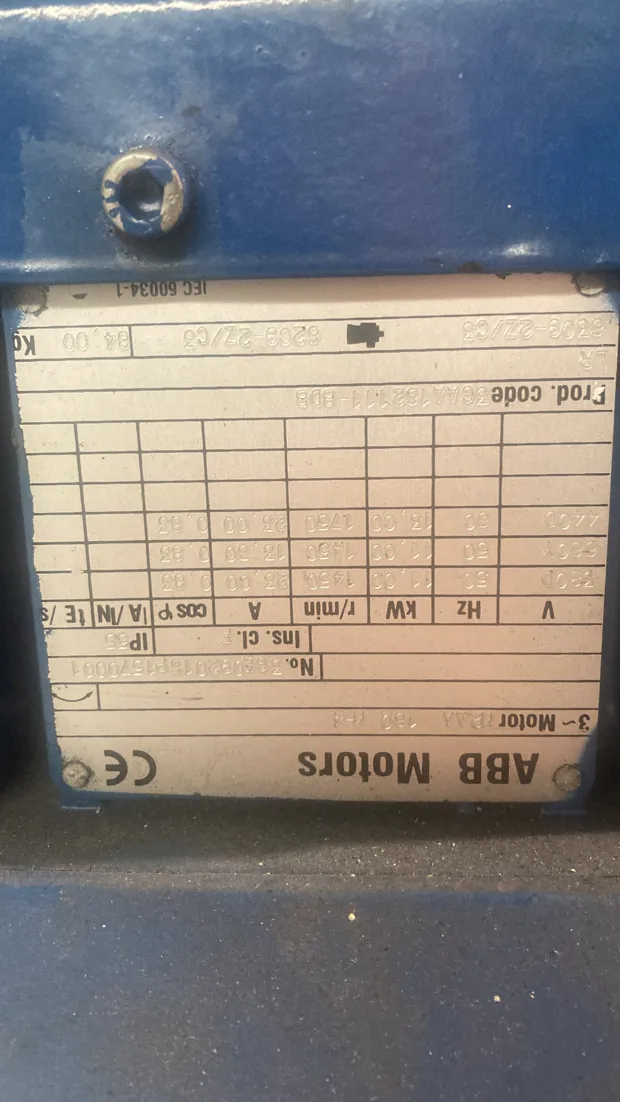 ABB Motors CE
3~ Motor M2AA 160 M-4
No. 3G
Ins. cl. F IP55
V Hz kW r/min A cos φ IA/IN tE/s
380D 50 11,00 1450 23,00 0,83
660Y 50 11,00 1450 13,30 0,83
440D 60 13,00 1750 23,00 0,83
Prod. code
6309-2Z/C3 6209-2Z/C3 84,00 Kg
IEC 60034-1